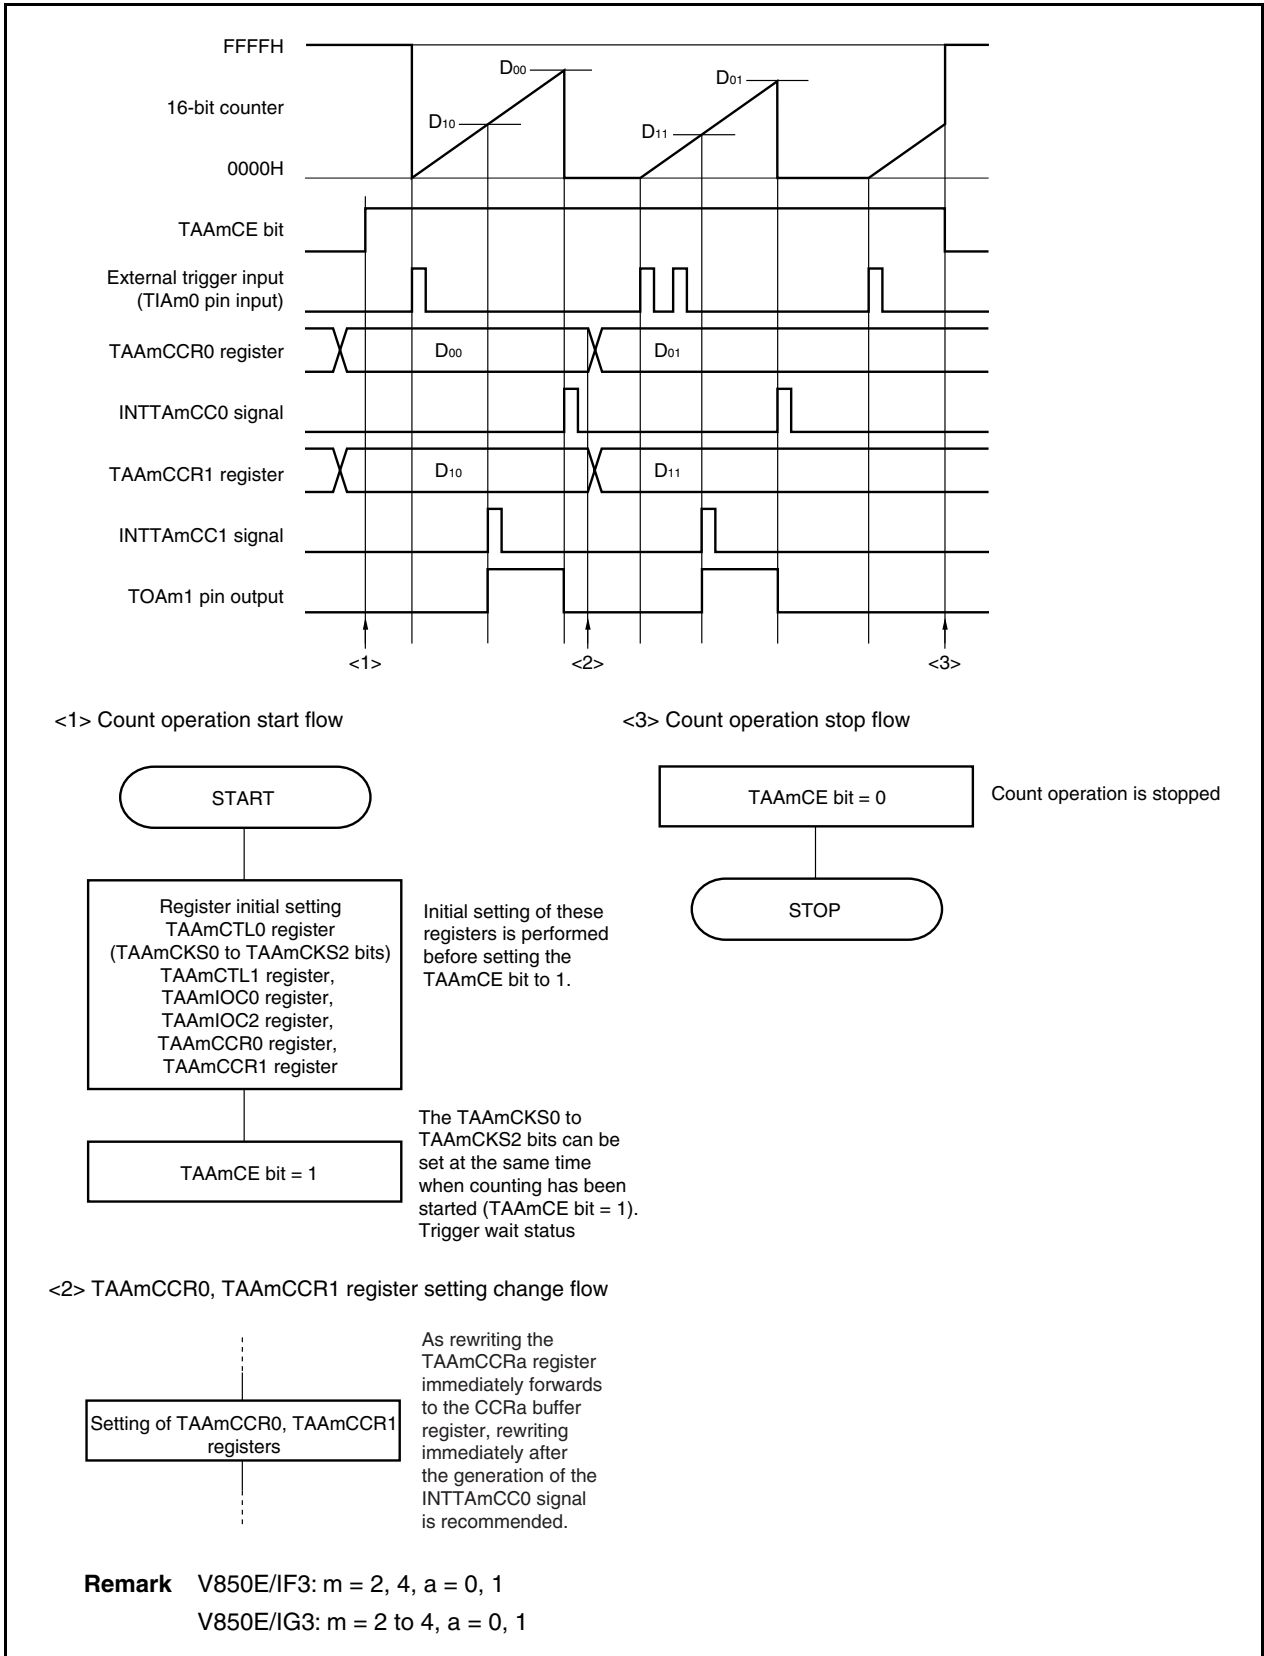 FFFFH
D00
D01
16-bit counter
D10
D11
0000H
TAAmCE bit
External trigger input
(TIAm0 pin input)
TAAmCCR0 register
D00
D01
INTTAmCC0 signal
TAAmCCR1 register
D10
D11
INTTAmCC1 signal
TOAm1 pin output
<1>
<2>
<3>
<1> Count operation start flow
START
Register initial setting
TAAmCTL0 register
(TAAmCKS0 to TAAmCKS2 bits)
TAAmCTL1 register,
TAAmIOC0 register,
TAAmIOC2 register,
TAAmCCR0 register,
TAAmCCR1 register
Initial setting of these
registers is performed
before setting the
TAAmCE bit to 1.
TAAmCE bit = 1
The TAAmCKS0 to
TAAmCKS2 bits can be
set at the same time
when counting has been
started (TAAmCE bit = 1).
Trigger wait status
<3> Count operation stop flow
TAAmCE bit = 0
Count operation is stopped
STOP
<2> TAAmCCR0, TAAmCCR1 register setting change flow
Setting of TAAmCCR0, TAAmCCR1
registers
As rewriting the
TAAmCCRa register
immediately forwards
to the CCRa buffer
register, rewriting
immediately after
the generation of the
INTTAmCC0 signal
is recommended.
Remark V850E/IF3: m = 2, 4, a = 0, 1
V850E/IG3: m = 2 to 4, a = 0, 1